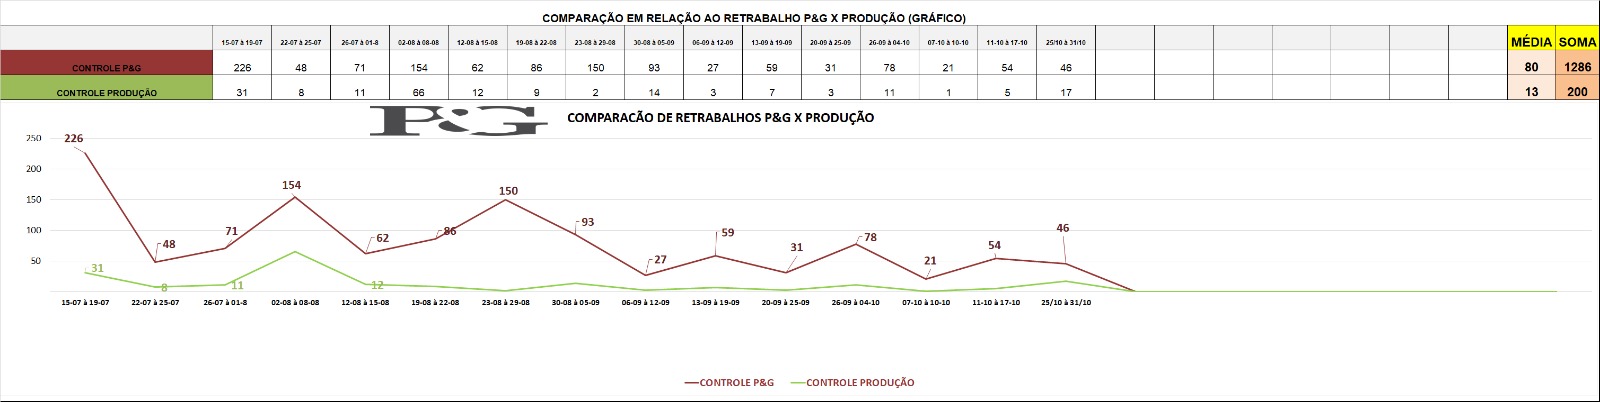 COMPARAÇÃO EM RELAÇÃO AO RETRABALHO P&G X PRODUÇÃO (GRÁFICO)
15-07 à 19-07 22-07 à 25-07 26-07 à 01-8 02-08 à 08-08 12-08 à 15-08 19-08 à 22-08 23-08 à 29-08 30-08 à 05-09 06-09 à 12-09 13-09 à 19-09 20-09 à 25-09 26-09 à 04-10 07-10 à 10-10 11-10 à 17-10 25/10 à 31/10 MÉDIA SOMA
CONTROLE P&G 226 48 71 154 62 86 150 93 27 59 31 78 21 54 46 80 1286
CONTROLE PRODUÇÃO 31 8 11 66 12 9 2 14 3 7 3 11 1 5 17 13 200
P&G COMPARACÃO DE RETRABALHOS P&G X PRODUÇÃO
250
200
150
100
50
226 48 71 154 62 86 150 93 27 59 31 78 21 54 46
31 8 11 12
15-07 à 19-07 22-07 à 25-07 26-07 à 01-8 02-08 à 08-08 12-08 à 15-08 19-08 à 22-08 23-08 à 29-08 30-08 à 05-09 06-09 à 12-09 13-09 à 19-09 20-09 à 25-09 26-09 à 04-10 07-10 à 10-10 11-10 à 17-10 25/10 à 31/10
CONTROLE P&G CONTROLE PRODUÇÃO